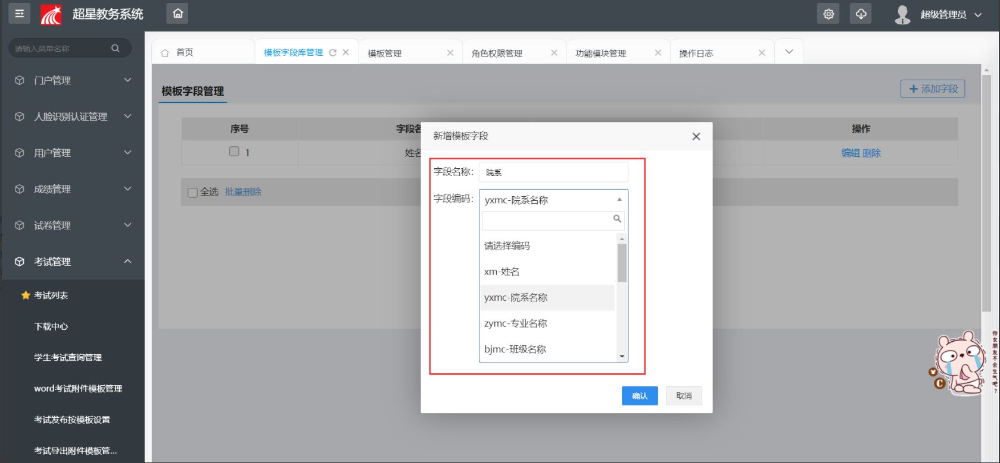 超星教务系统
超级管理员
请输入菜单名称
门户管理
人脸识别认证管理
用户管理
成绩管理
试卷管理
考试管理
考试列表
下载中心
学生考试查询管理
word考试附件模板管理
考试发布按模板设置
考试导出附件模板管...
首页
模板字段库管理
模板管理
角色权限管理
功能模块管理
操作日志
模板字段管理
添加字段
序号
字段名
操作
1
姓名
编辑 删除
全选 批量删除
新增模板字段
字段名称： 院系
字段编码： yxmc-院系名称
请选择编码
xm-姓名
yxmc-院系名称
zymc-专业名称
bjmc-班级名称
确认
取消
你女朋友不会生气吧？
C